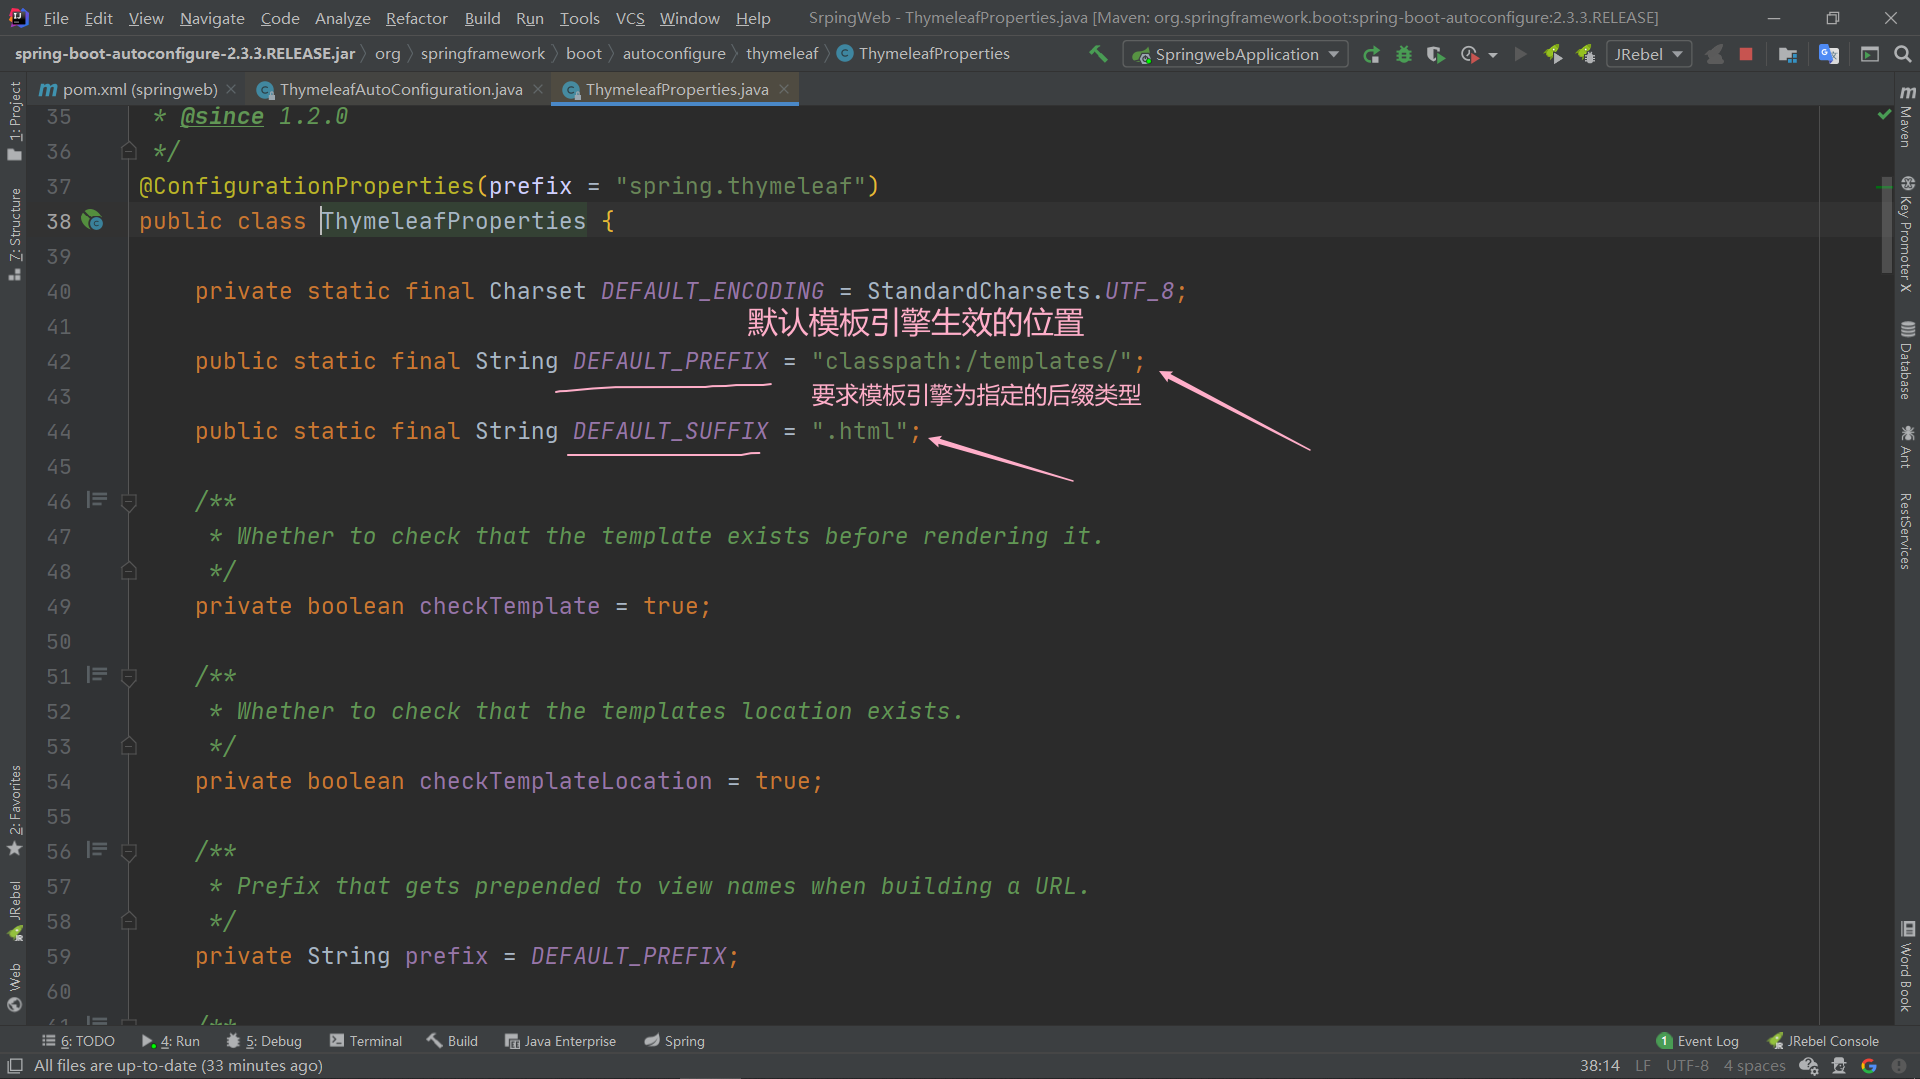 File Edit View Navigate Code Analyze Refactor Build Run Tools VCS Window Help SrpingWeb - ThymeleafProperties.java [Maven: org.springframework.boot:spring-boot-autoconfigure:2.3.3.RELEASE]
spring-boot-autoconfigure-2.3.3.RELEASE.jar org springframework boot autoconfigure thymeleaf ThymeleafProperties SpringwebApplication JRebel
pom.xml (springweb) ThymeleafAutoConfiguration.java ThymeleafProperties.java
35 * @since 1.2.0
36 */
37 @ConfigurationProperties(prefix = "spring.thymeleaf")
38 public class ThymeleafProperties {
39
40 private static final Charset DEFAULT_ENCODING = StandardCharsets.UTF_8;
默认模板引擎生效的位置
41
42 public static final String DEFAULT_PREFIX = "classpath:/templates/";
要求模板引擎为指定的后缀类型
43
44 public static final String DEFAULT_SUFFIX = ".html";
45
46 /**
47 * Whether to check that the template exists before rendering it.
48 */
49 private boolean checkTemplate = true;
50
51 /**
52 * Whether to check that the templates location exists.
53 */
54 private boolean checkTemplateLocation = true;
55
56 /**
57 * Prefix that gets prepended to view names when building a URL.
58 */
59 private String prefix = DEFAULT_PREFIX;
60
61 /**
1: Project
7: Structure
2: Favorites
JRebel
Web
Maven
Key Promoter X
Database
Ant
RestServices
Word Book
6: TODO 4: Run 5: Debug Terminal Build Java Enterprise Spring 1 Event Log JRebel Console
All files are up-to-date (33 minutes ago) 38:14 LF UTF-8 4 spaces